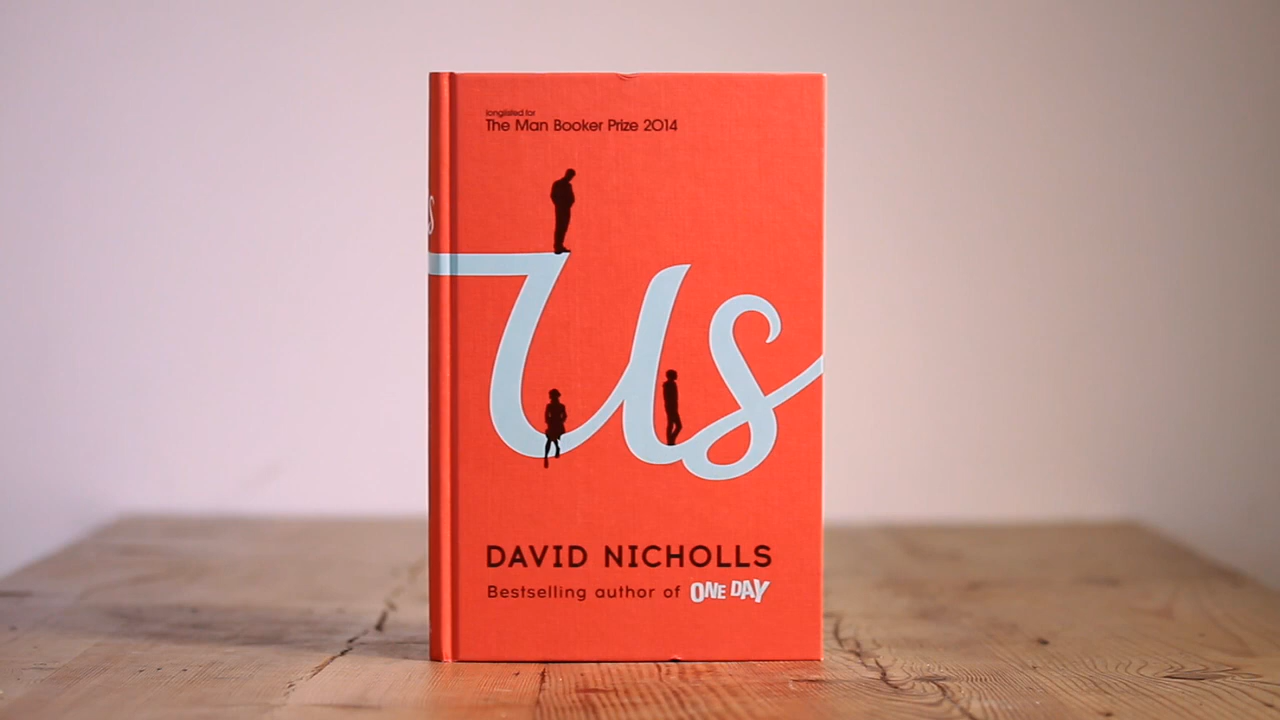 longlisted for
The Man Booker Prize 2014
Us
DAVID NICHOLLS
Bestselling author of ONE DAY